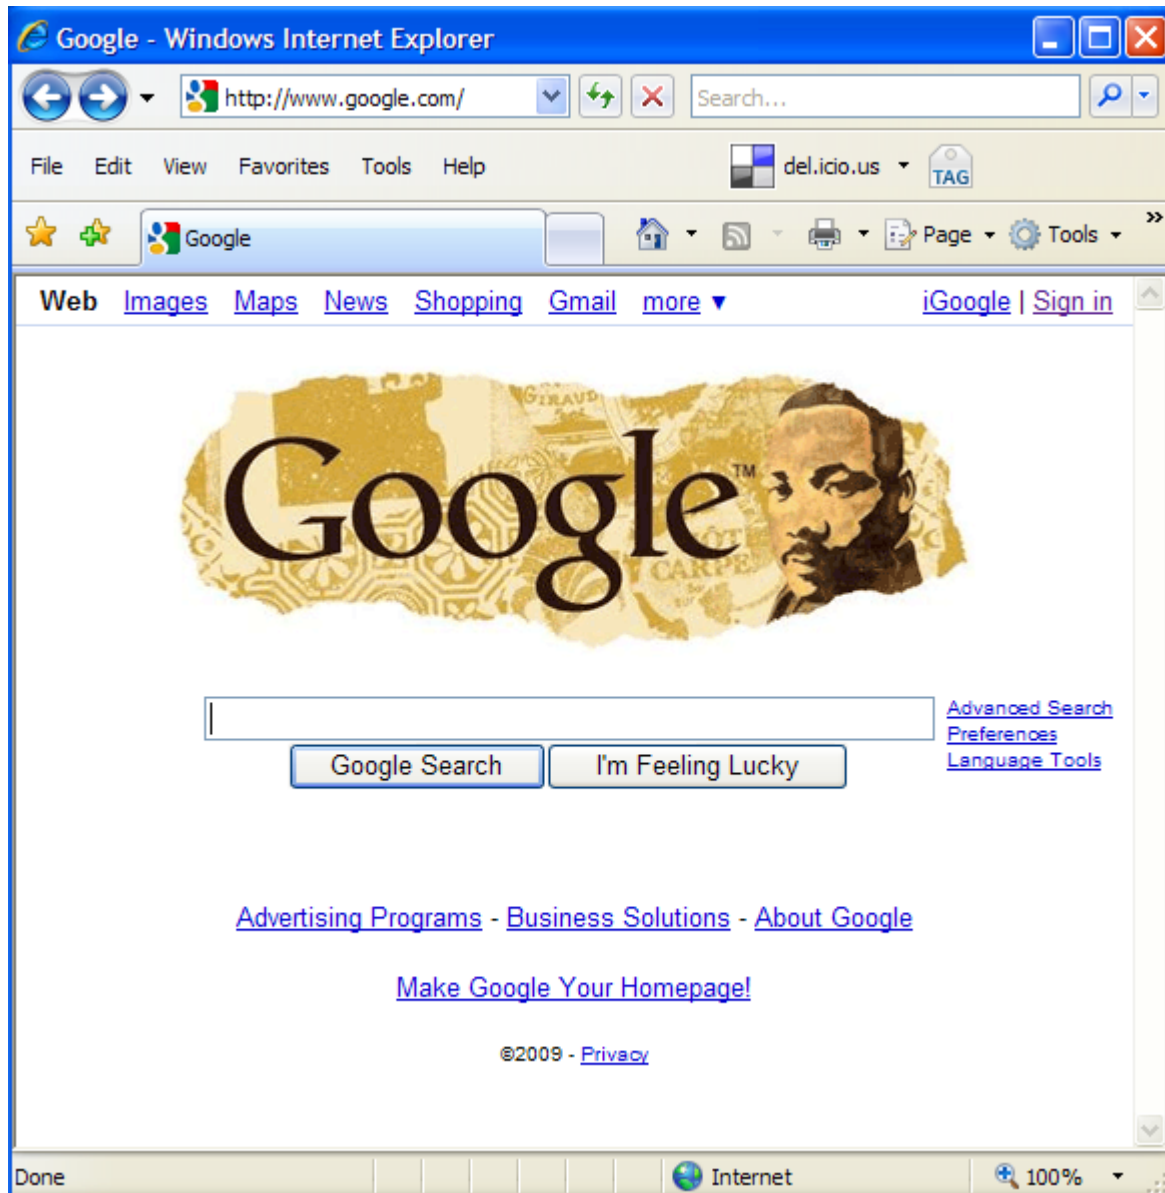 Google - Windows Internet Explorer
http://www.google.com/ Search...
File Edit View Favorites Tools Help del.icio.us TAG
Google Page Tools »
Web Images Maps News Shopping Gmail more ▼ iGoogle | Sign in
GIRAUD
Google™
CARPE
Advanced Search
Preferences
Language Tools
Google Search I'm Feeling Lucky
Advertising Programs - Business Solutions - About Google
Make Google Your Homepage!
©2009 - Privacy
Done Internet 100%